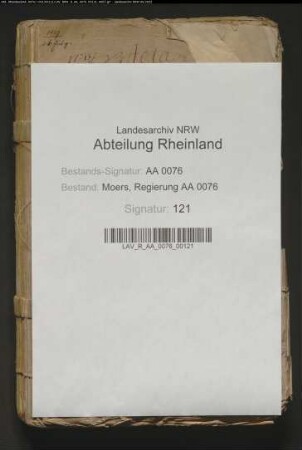 Landesarchiv NRW
Abteilung Rheinland
Bestands-Signatur: AA 0076
Bestand: Moers, Regierung AA 0076
Signatur: 121
LAV_R_AA_0076_00121